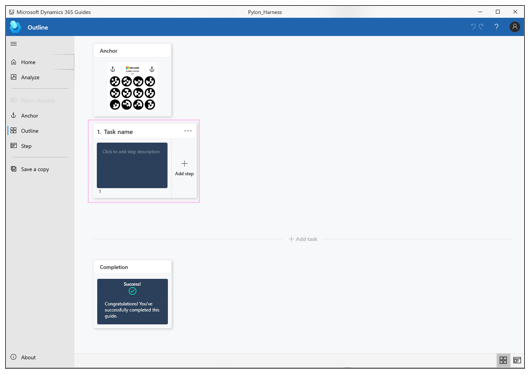 Microsoft Dynamics 365 Guides
Pylon_Harness
Outline
?
Home
Analyze
Anchor
Outline
Step
Save a copy
About
Anchor
Microsoft
1. Task name
...
Click to add step description
Add step
1
+ Add task
Completion
Success!
Congratulations! You've
successfully completed this
guide.